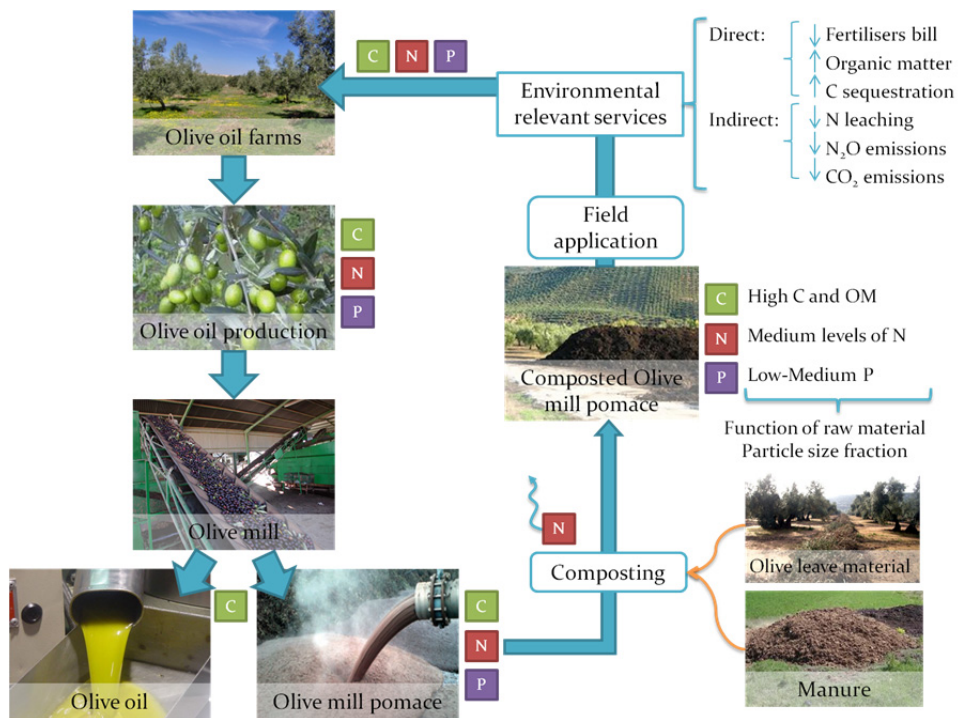 C N P
Olive oil farms
Environmental
relevant services
Direct:
Fertilisers bill
Organic matter
C sequestration
Indirect:
N leaching
N₂O emissions
CO₂ emissions
Olive oil production
C
N
P
Field
application
Composted Olive
mill pomace
C High C and OM
N Medium levels of N
P Low-Medium P
Function of raw material
Particle size fraction
Olive mill
N
Composting
Olive leave material
Manure
C
Olive oil
C
N
P
Olive mill pomace